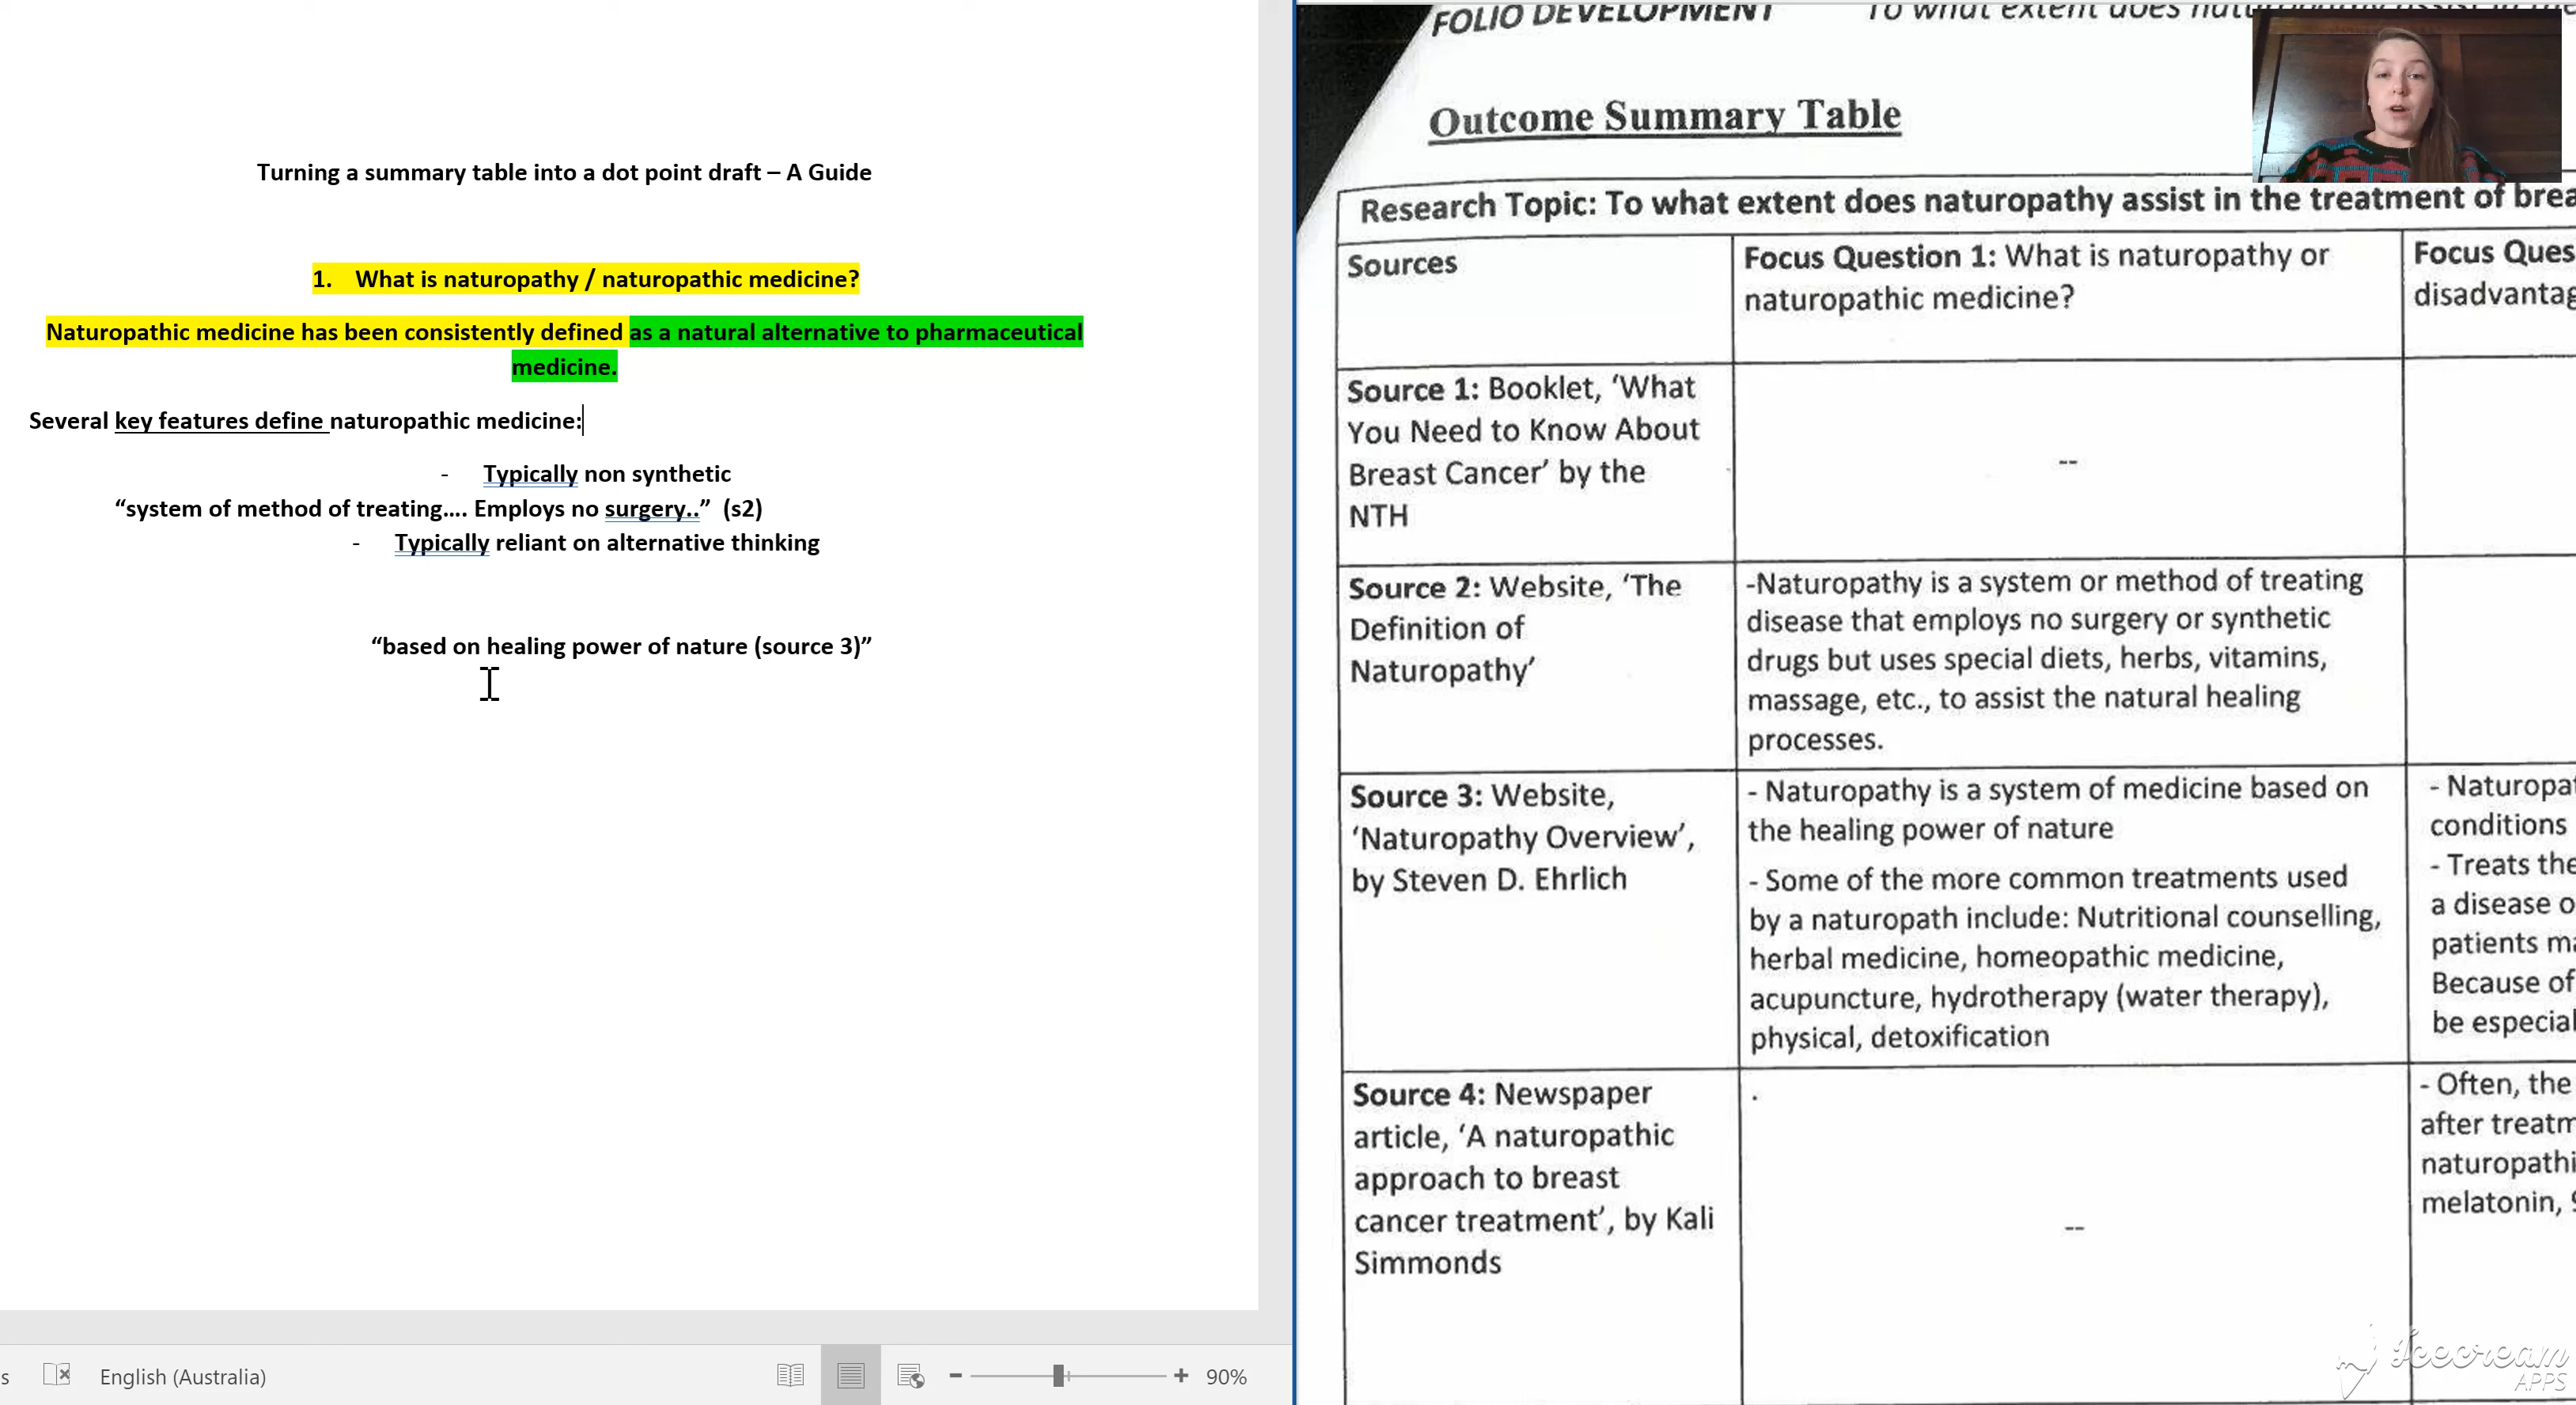 Turning a summary table into a dot point draft – A Guide
1. What is naturopathy / naturopathic medicine?
Naturopathic medicine has been consistently defined as a natural alternative to pharmaceutical
medicine.
Several key features define naturopathic medicine:
- Typically non synthetic
“system of method of treating…. Employs no surgery..” (s2)
- Typically reliant on alternative thinking
“based on healing power of nature (source 3)”
s
English (Australia)
90%
FOLIO DEVELOPMENT To what extent does
Outcome Summary Table
Research Topic: To what extent does naturopathy assist in the treatment of brea
Sources
Focus Question 1: What is naturopathy or
naturopathic medicine?
Focus Ques
disadvantag
Source 1: Booklet, ‘What
You Need to Know About
Breast Cancer’ by the
NTH
--
Source 2: Website, ‘The
Definition of
Naturopathy’
-Naturopathy is a system or method of treating
disease that employs no surgery or synthetic
drugs but uses special diets, herbs, vitamins,
massage, etc., to assist the natural healing
processes.
Source 3: Website,
‘Naturopathy Overview’,
by Steven D. Ehrlich
- Naturopathy is a system of medicine based on
the healing power of nature
- Some of the more common treatments used
by a naturopath include: Nutritional counselling,
herbal medicine, homeopathic medicine,
acupuncture, hydrotherapy (water therapy),
physical, detoxification
- Naturopat
conditions
- Treats the
a disease o
patients ma
Because of
be especial
Source 4: Newspaper
article, ‘A naturopathic
approach to breast
cancer treatment’, by Kali
Simmonds
--
- Often, the
after treatm
naturopathi
melatonin,
Icecream
APPS